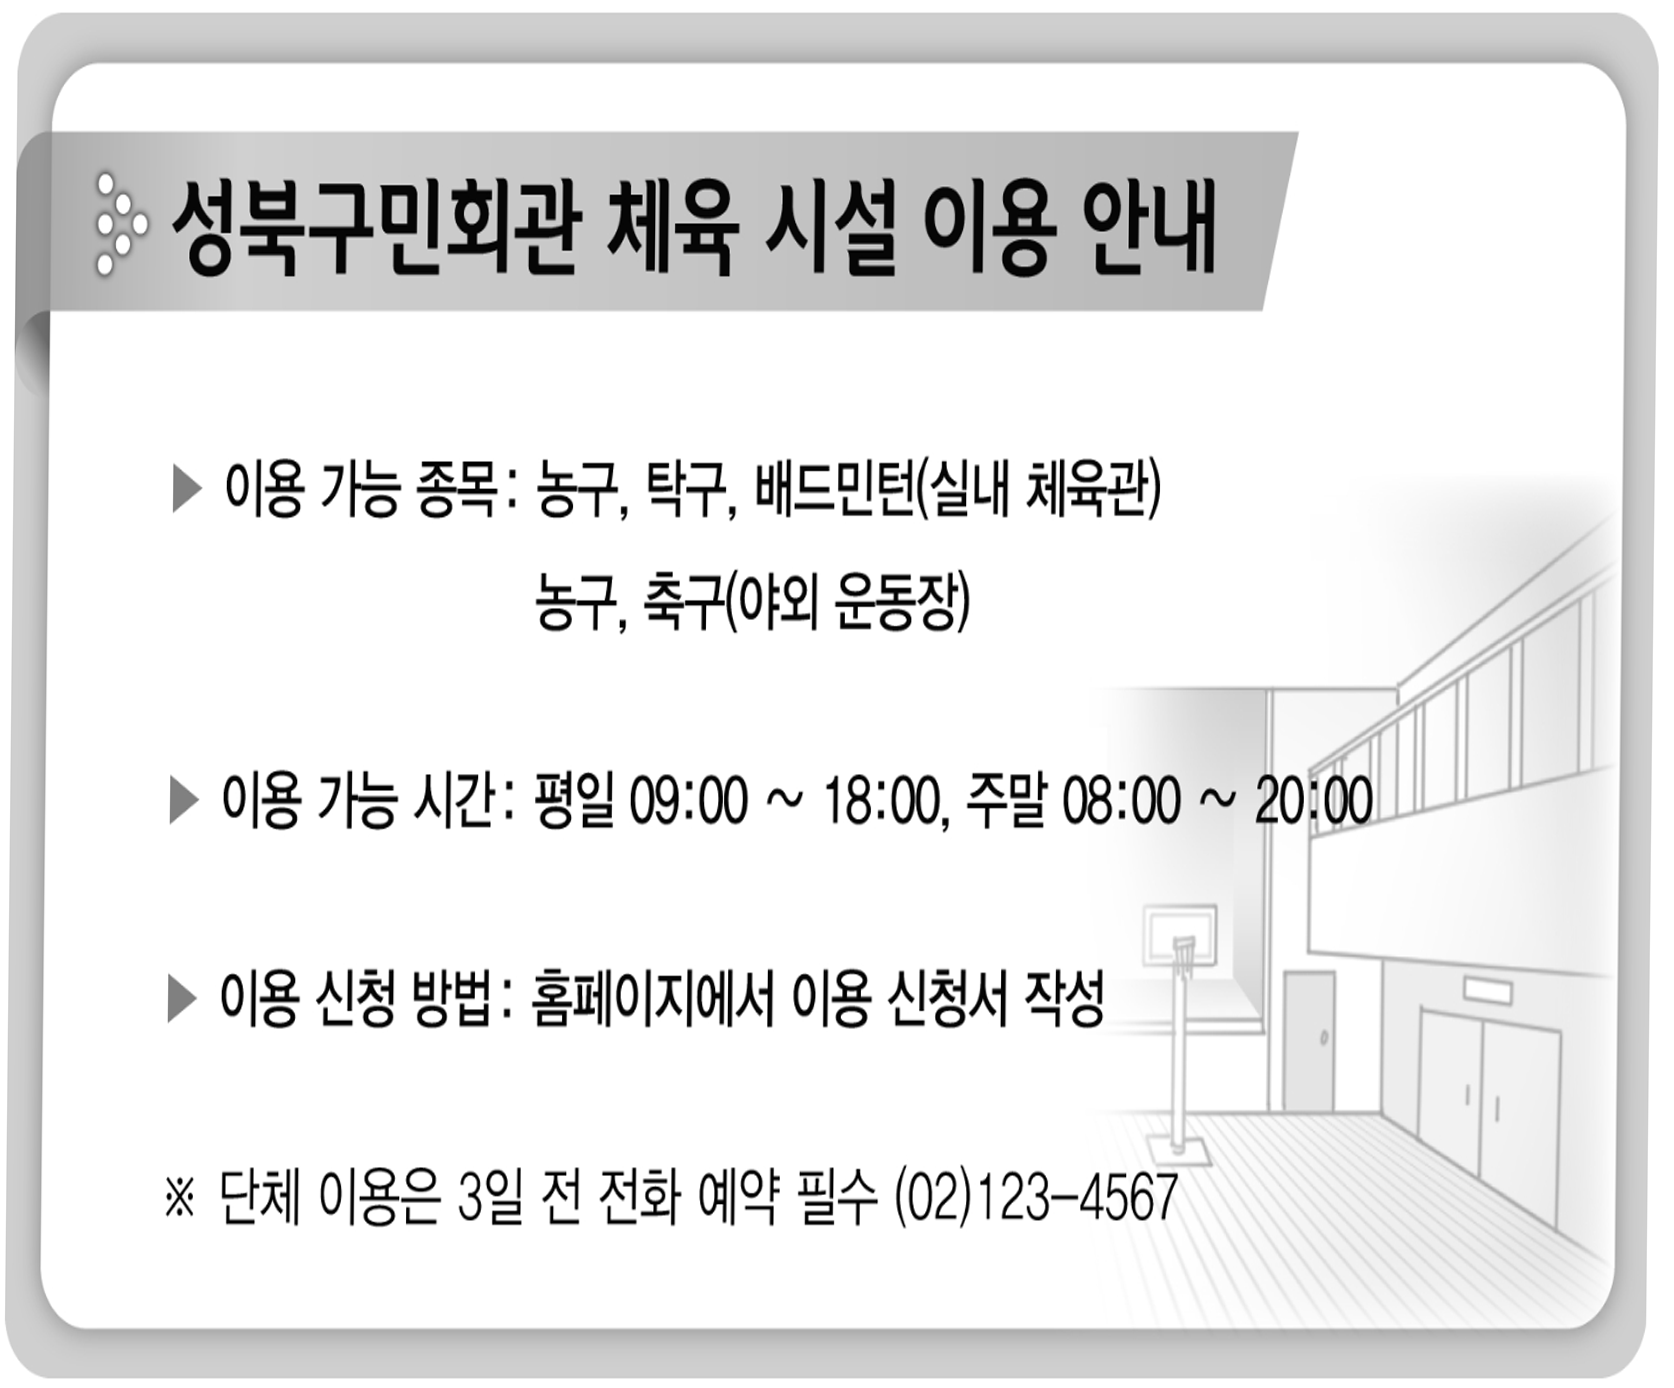 성북구민회관 체육 시설 이용 안내
▶ 이용 가능 종목: 농구, 탁구, 배드민턴(실내 체육관)
농구, 축구(야외 운동장)
▶ 이용 가능 시간: 평일 09:00 ~ 18:00, 주말 08:00 ~ 20:00
▶ 이용 신청 방법: 홈페이지에서 이용 신청서 작성
※ 단체 이용은 3일 전 전화 예약 필수 (02)123-4567